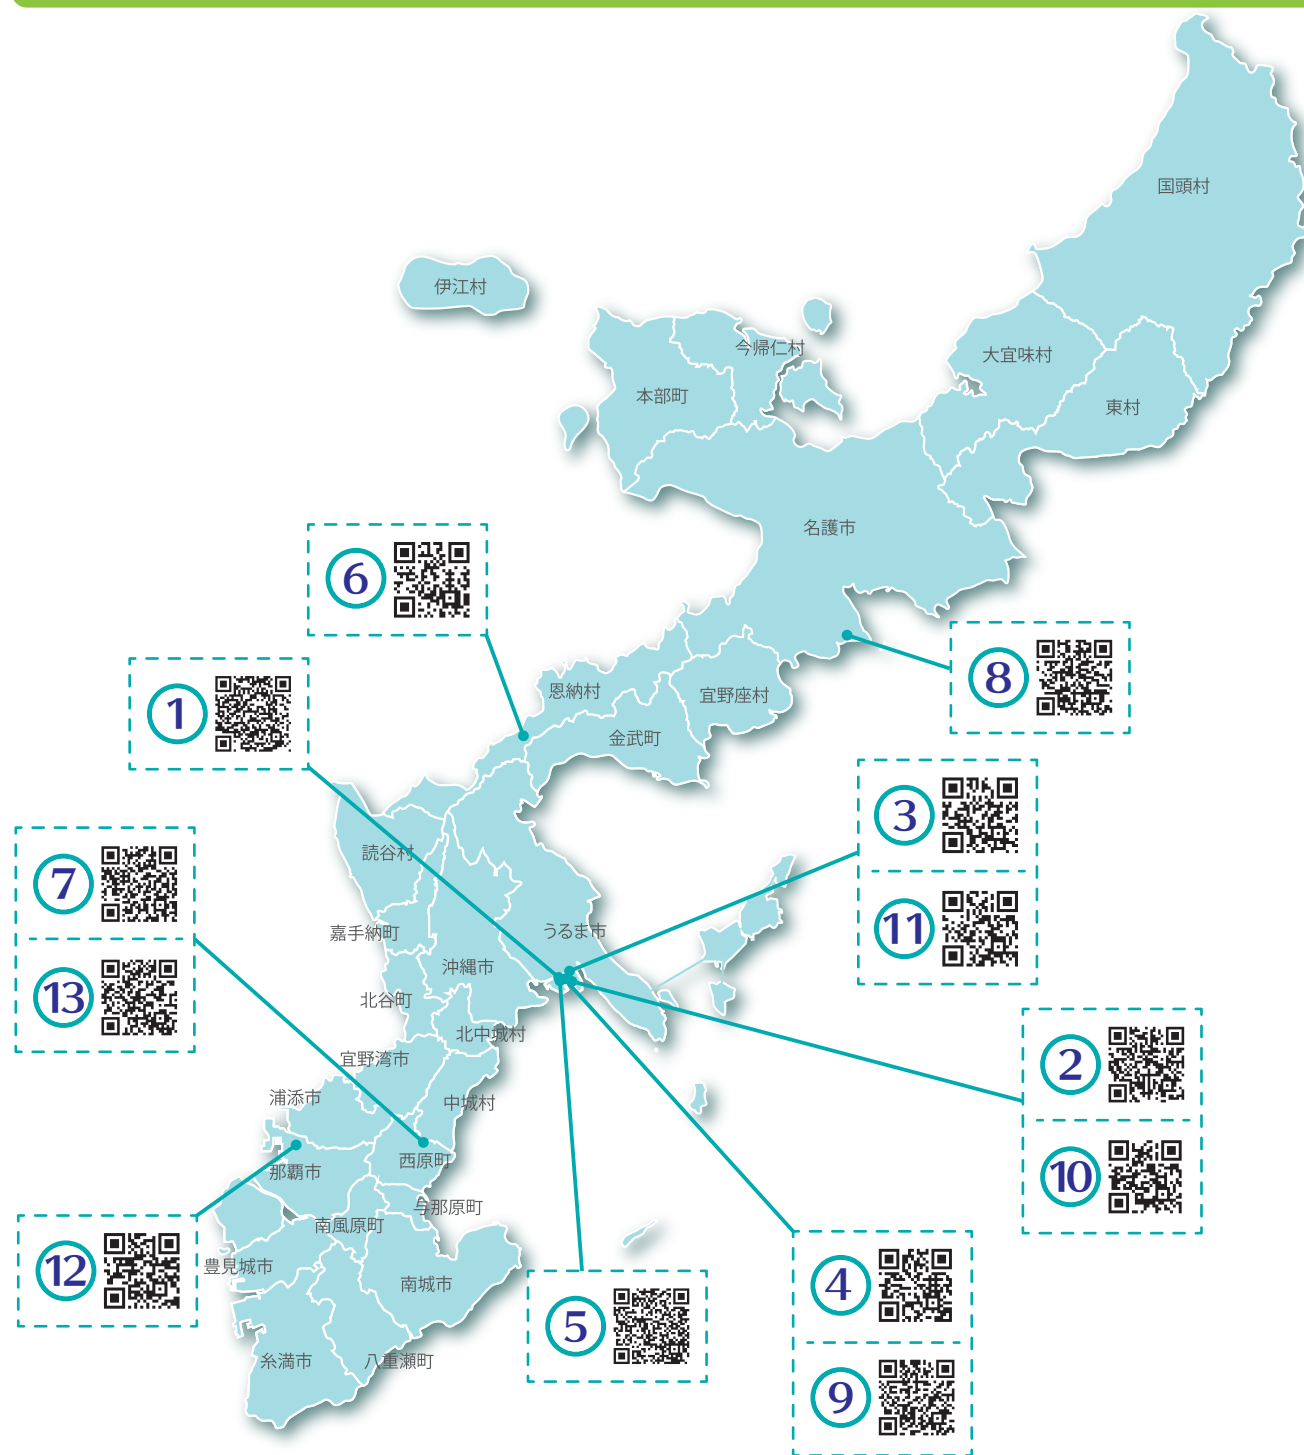 国頭村
伊江村
今帰仁村
大宜味村
本部町
東村
名護市
6
8
恩納村
宜野座村
1
金武町
3
読谷村
7
11
嘉手納町
うるま市
沖縄市
13
北谷町
北中城村
宜野湾市
2
浦添市
中城村
西原町
那覇市
10
与那原町
南風原町
12
豊見城市
南城市
4
5
糸満市
八重瀬町
9